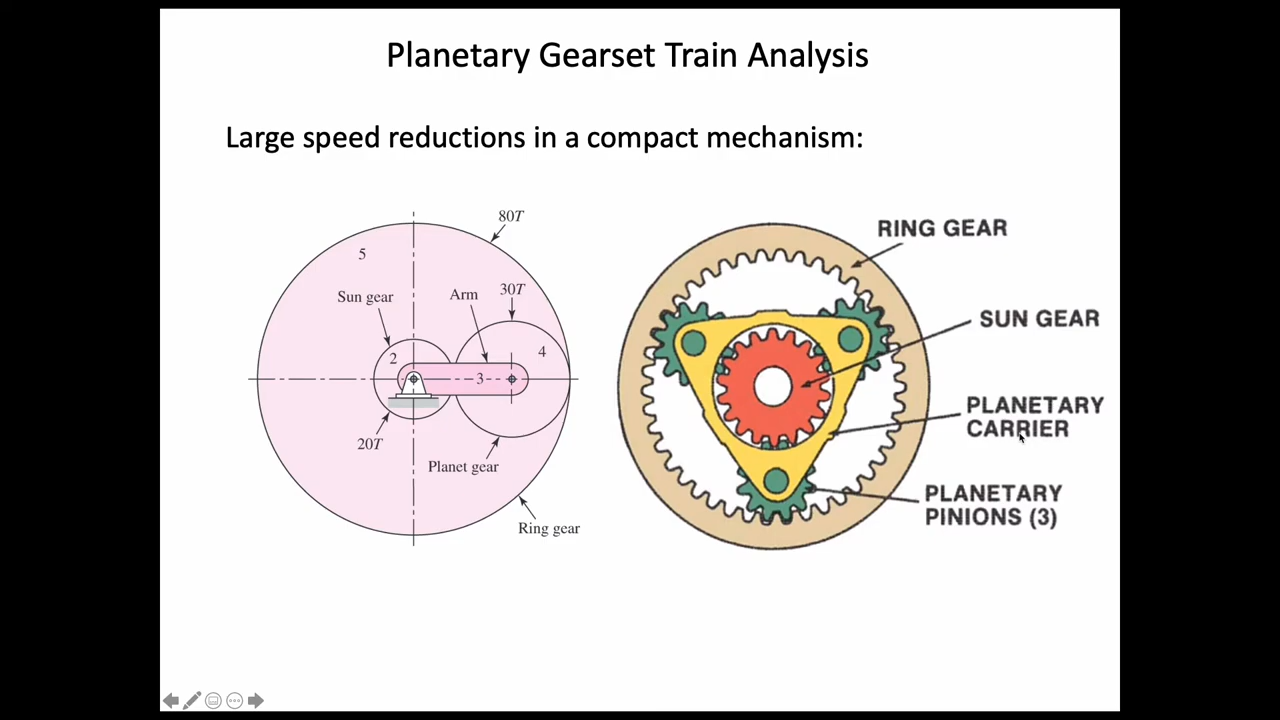 Planetary Gearset Train Analysis
Large speed reductions in a compact mechanism:
80T
5
Sun gear
Arm
30T
2
4
3
20T
Planet gear
Ring gear
RING GEAR
SUN GEAR
PLANETARY
CARRIER
PLANETARY
PINIONS (3)